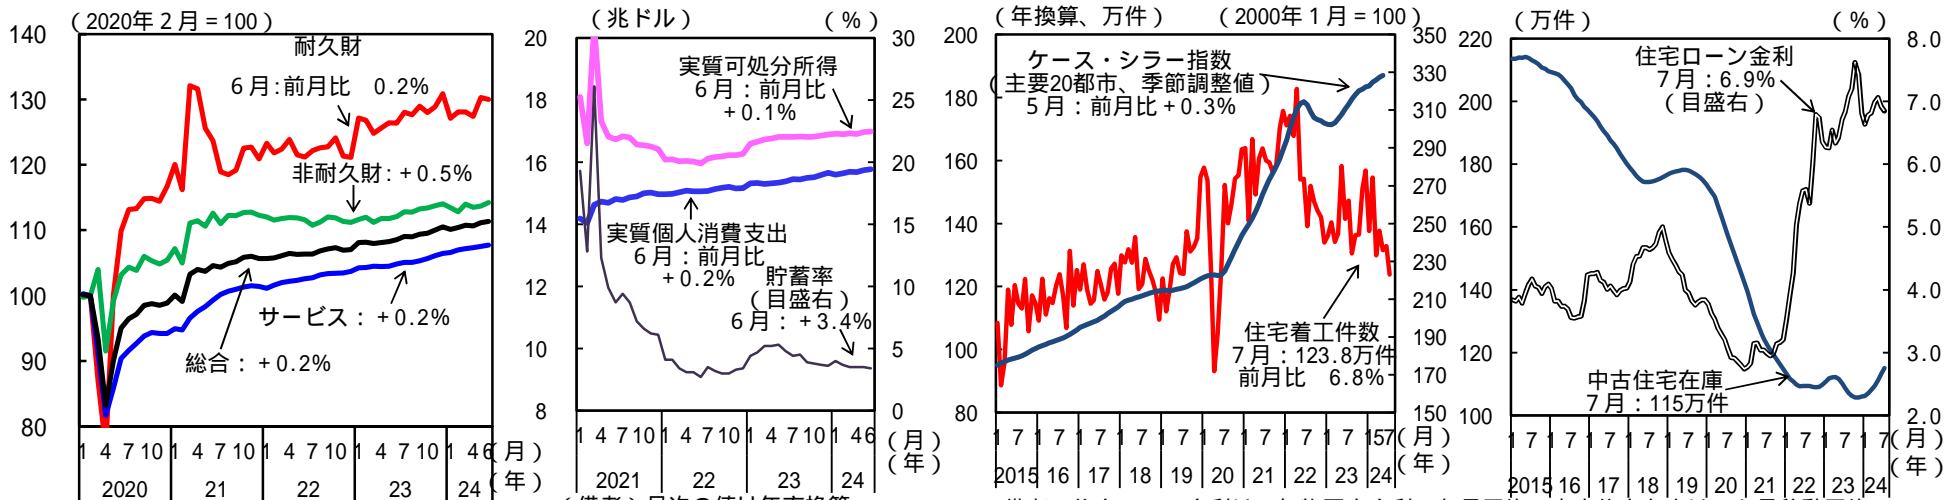 （2020年２月＝100）
140
130
120
110
100
90
80
耐久財
６月:前月比　0.2%
非耐久財:＋0.5%
サービス：＋0.2%
総合：＋0.2%
1 4 7 10 1 4 7 10 1 4 7 10 1 4 7 10 1 4 6（月）
2020 21 22 23 24（年）
（兆ドル）
（％）
20
18
16
14
12
10
8
30
25
20
15
10
5
0
実質可処分所得
６月：前月比
＋0.1%
実質個人消費支出
６月：前月比
＋0.2%
貯蓄率
（目盛右）
６月：＋3.4%
1 4 7 10 1 4 7 10 1 4 7 10 1 4 6（月）
2021 22 23 24（年）
（年換算、万件）
（2000年１月＝100）
200
180
160
140
120
100
80
350
330
310
290
270
250
230
210
190
170
150
ケース・シラー指数
（主要20都市、季節調整値）
５月：前月比＋0.3%
住宅着工件数
７月：123.8万件
前月比　6.8%
1 7 1 7 1 7 1 7 1 7 1 7 1 7 1 7 1 7 1 5 7（月）
2015 16 17 18 19 20 21 22 23 24（年）
（万件）
（％）
220
200
180
160
140
120
100
8.0
7.0
6.0
5.0
4.0
3.0
2.0
住宅ローン金利
７月：6.9%
（目盛右）
中古住宅在庫
７月：115万件
1 7 1 7 1 7 1 7 1 7 1 7 1 7 1 7 1 7 1 7（月）
2015 16 17 18 19 20 21 22 23 24（年）